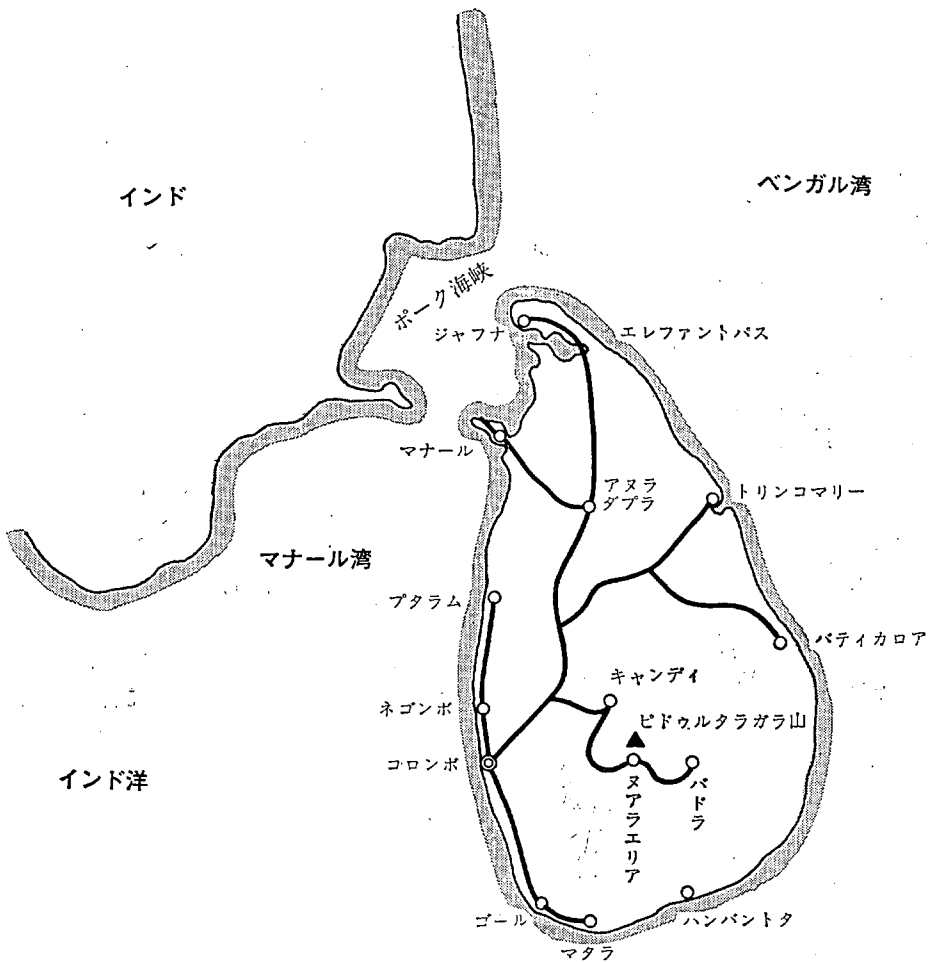 インド
ベンガル湾
ポーク海峡
ジャフナ
エレファントパス
マナール
アヌラ
ダプラ
トリンコマリー
マナール湾
プタラム
バティカロア
キャンディ
ネゴンボ
ピドゥルタラガラ山
コロンボ
インド洋
ヌアラエリア
バドラ
ゴール
マタラ
ハンバントタ